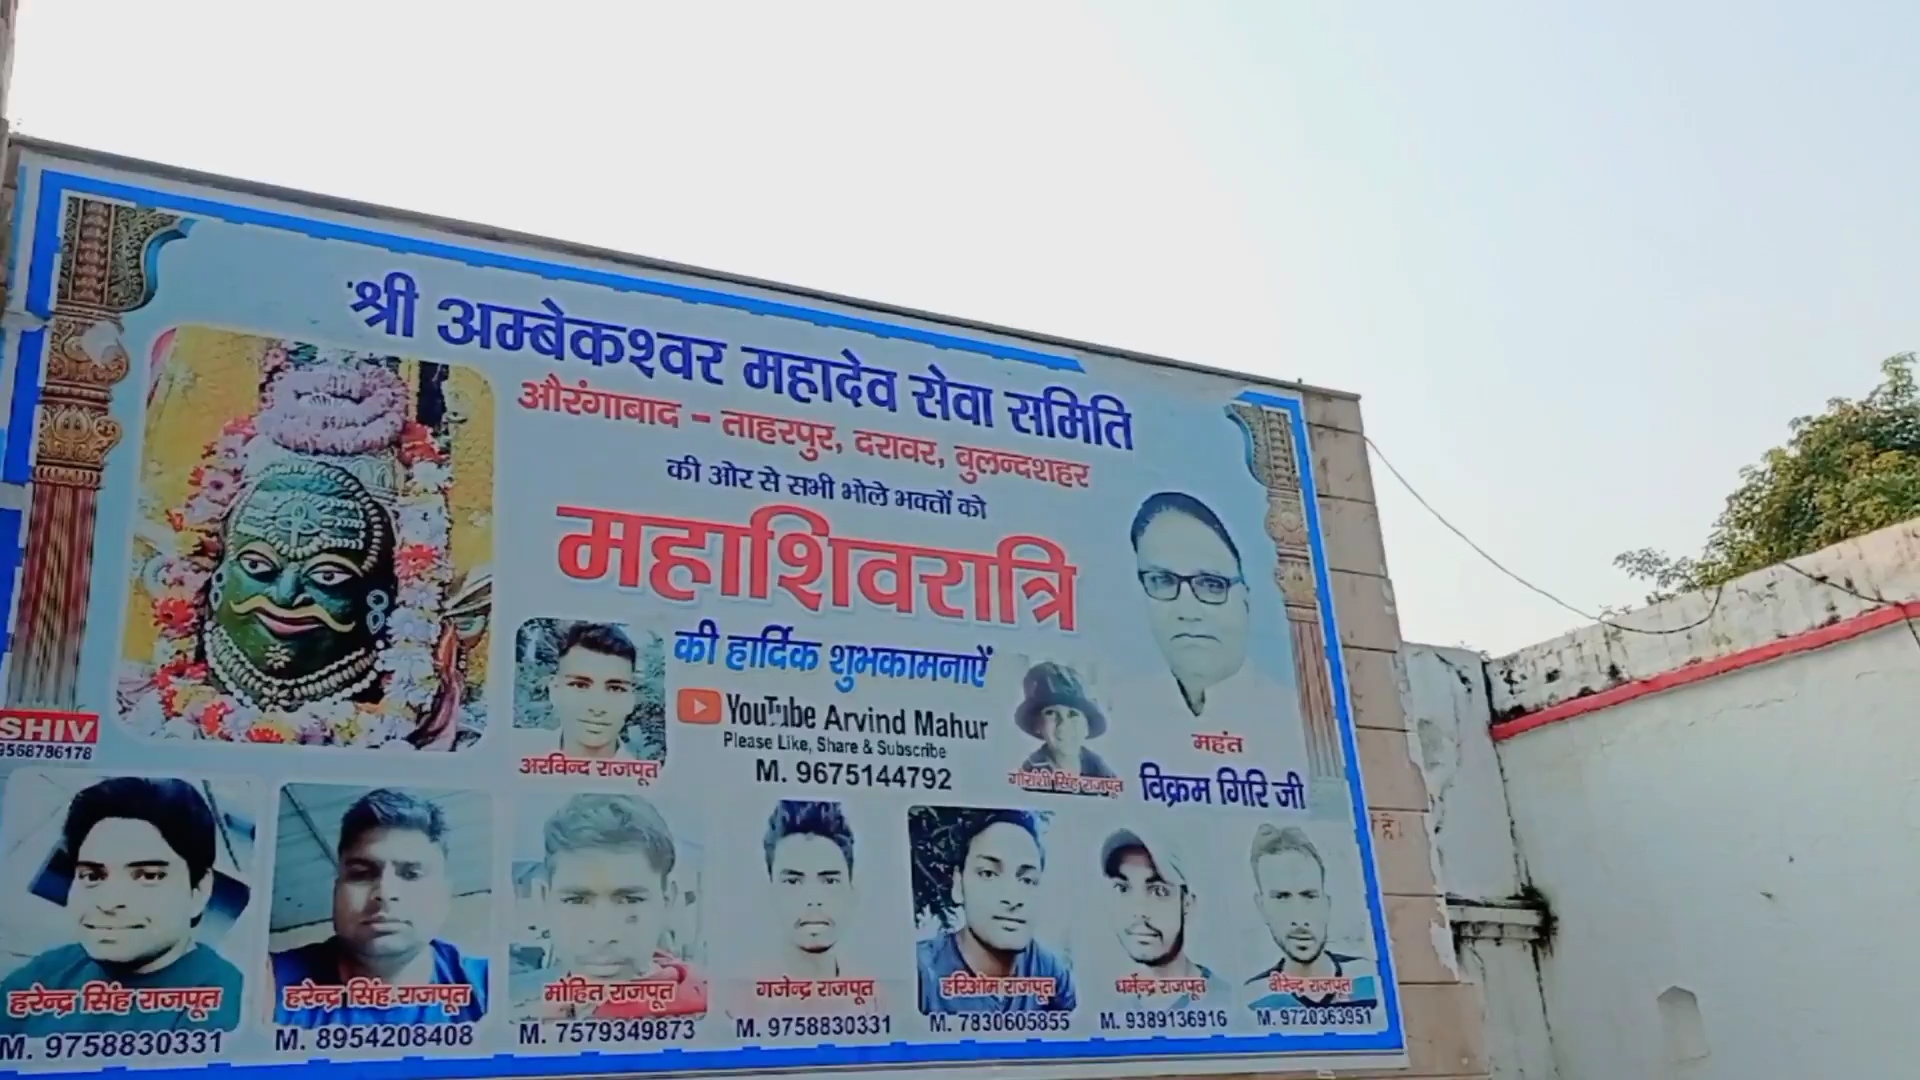 श्री अम्बेकश्वर महादेव सेवा समिति
औरंगाबाद - ताहरपुर, दरावर, बुलन्दशहर
की ओर से सभी भोले भक्तों को
महाशिवरात्रि
की हार्दिक शुभकामनाऐं
YouTube Arvind Mahur
Please Like, Share & Subscribe
M. 9675144792
अरविन्द राजपूत
गोरांशी सिंह राजपूत
महंत
विक्रम गिरि जी
SHIV
9568786178
हरेन्द्र सिंह राजपूत
M. 9758830331
हरेन्द्र सिंह राजपूत
M. 8954208408
मोहित राजपूत
M. 7579349873
गजेन्द्र राजपूत
M. 9758830331
हरिओम राजपूत
M. 7830605855
धर्मेन्द्र राजपूत
M. 9389136916
वीरेन्द्र राजपूत
M. 9720363951